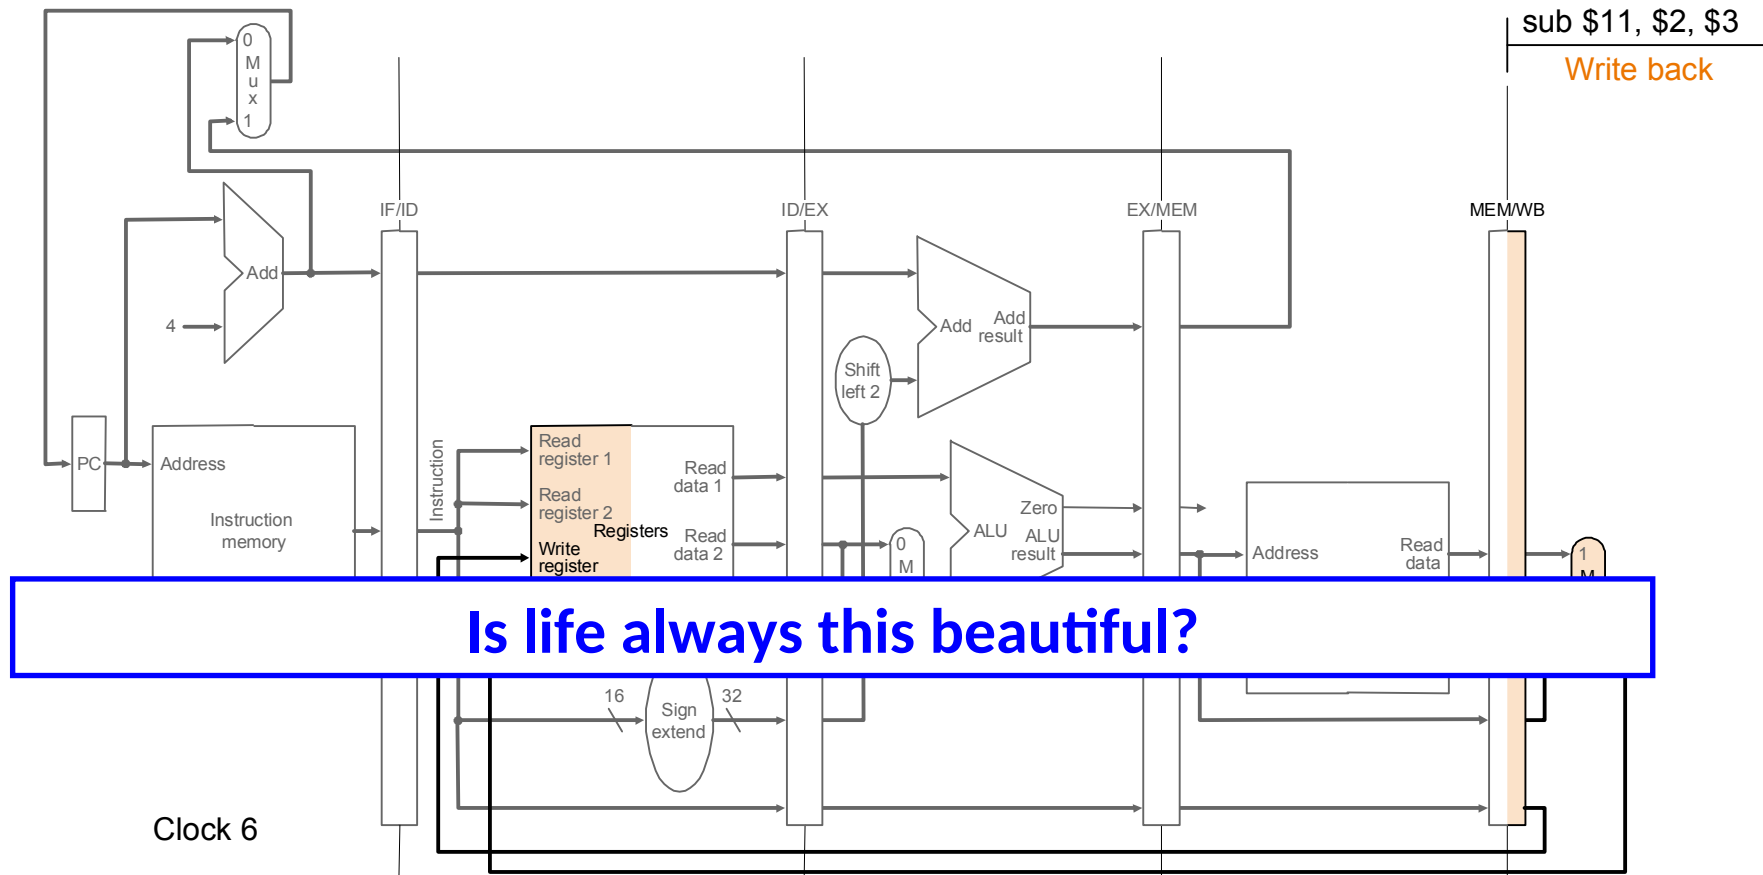 sub $11, $2, $3
Write back
0
M
u
x
1
IF/ID
ID/EX
EX/MEM
MEM/WB
Add
4
Add
Add
result
Shift
left 2
PC
Address
Instruction
memory
Instruction
Read
register 1
Read
register 2
Registers
Write
register
Read
data 1
Read
data 2
0
M
Zero
ALU
ALU
result
Address
Read
data
1
M
Is life always this beautiful?
16
Sign
extend
32
Clock 6